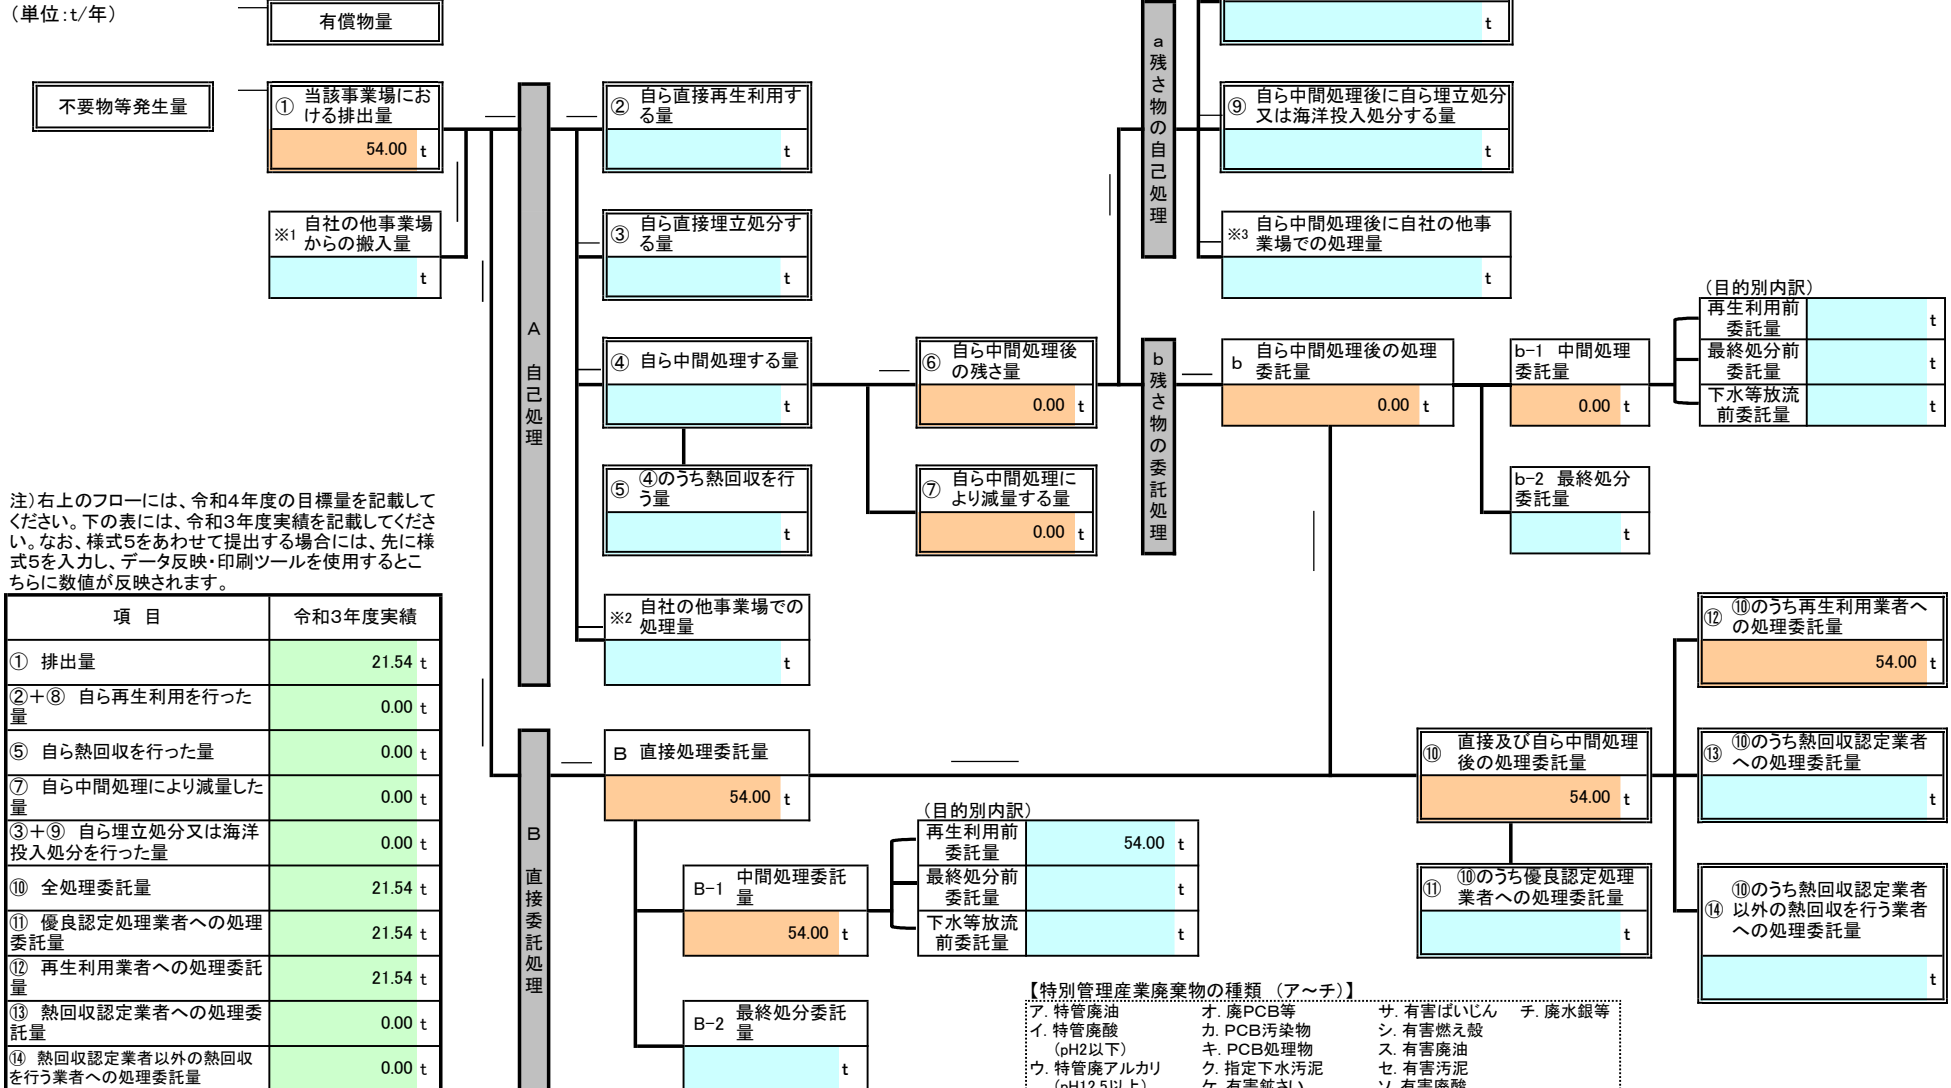 （単位：t/年）
有償物量
不要物等発生量
① 当該事業場にお
ける排出量
54.00 t
※1 自社の他事業場
からの搬入量
t
A 自己処理
② 自ら直接再生利用す
る量
t
③ 自ら直接埋立処分す
る量
t
④ 自ら中間処理する量
t
⑤ ④のうち熱回収を行
う量
t
※2 自社の他事業場での
処理量
t
⑥ 自ら中間処理後
の残さ量
0.00 t
⑦ 自ら中間処理に
より減量する量
0.00 t
a 残さ物の自己処理
t
⑨ 自ら中間処理後に自ら埋立処分
又は海洋投入処分する量
t
※3 自ら中間処理後に自社の他事
業場での処理量
t
b 残さ物の委託処理
b 自ら中間処理後の処理
委託量
0.00 t
b-1 中間処理
委託量
0.00 t
b-2 最終処分
委託量
t
（目的別内訳）
再生利用前
委託量
t
最終処分前
委託量
t
下水等放流
前委託量
t
注）右上のフローには、令和４年度の目標量を記載して
ください。下の表には、令和３年度実績を記載してくださ
い。なお、様式５をあわせて提出する場合には、先に様
式５を入力し、データ反映・印刷ツールを使用するとこ
ちらに数値が反映されます。
項 目 令和３年度実績
① 排出量 21.54 t
②＋⑧ 自ら再生利用を行った
量 0.00 t
⑤ 自ら熱回収を行った量 0.00 t
⑦ 自ら中間処理により減量した
量 0.00 t
③＋⑨ 自ら埋立処分又は海洋
投入処分を行った量 0.00 t
⑩ 全処理委託量 21.54 t
⑪ 優良認定処理業者への処理
委託量 21.54 t
⑫ 再生利用業者への処理委託
量 21.54 t
⑬ 熱回収認定業者への処理委
託量 0.00 t
⑭ 熱回収認定業者以外の熱回収
を行う業者への処理委託量 0.00 t
B 直接委託処理
B 直接処理委託量
54.00 t
B-1 中間処理委託
量
54.00 t
B-2 最終処分委託
量
t
（目的別内訳）
再生利用前
委託量
54.00 t
最終処分前
委託量
t
下水等放流
前委託量
t
⑩ 直接及び自ら中間処理
後の処理委託量
54.00 t
⑪ ⑩のうち優良認定処理
業者への処理委託量
t
⑫ ⑩のうち再生利用業者へ
の処理委託量
54.00 t
⑬ ⑩のうち熱回収認定業者
への処理委託量
t
⑭ ⑩のうち熱回収認定業者
以外の熱回収を行う業者
への処理委託量
t
【特別管理産業廃棄物の種類 （ア～チ）】
ア. 特管廃油 オ. 廃PCB等 サ. 有害ばいじん チ. 廃水銀等
イ. 特管廃酸 カ. PCB汚染物 シ. 有害燃え殻
（pH2以下） キ. PCB処理物 ス. 有害廃油
ウ. 特管廃アルカリ ク. 指定下水汚泥 セ. 有害汚泥
（pH12.5以上） ケ. 有害鉱さい ソ. 有害廃酸